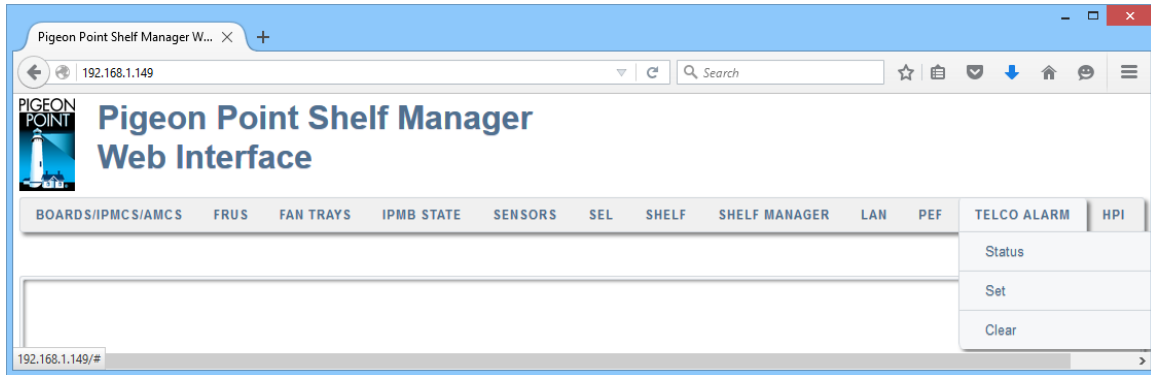 Pigeon Point Shelf Manager W...
192.168.1.149
Search
PIGEON
POINT
Pigeon Point Shelf Manager
Web Interface
BOARDS/IPMCS/AMCS FRUS FAN TRAYS IPMB STATE SENSORS SEL SHELF SHELF MANAGER LAN PEF TELCO ALARM HPI
Status
Set
Clear
192.168.1.149/#